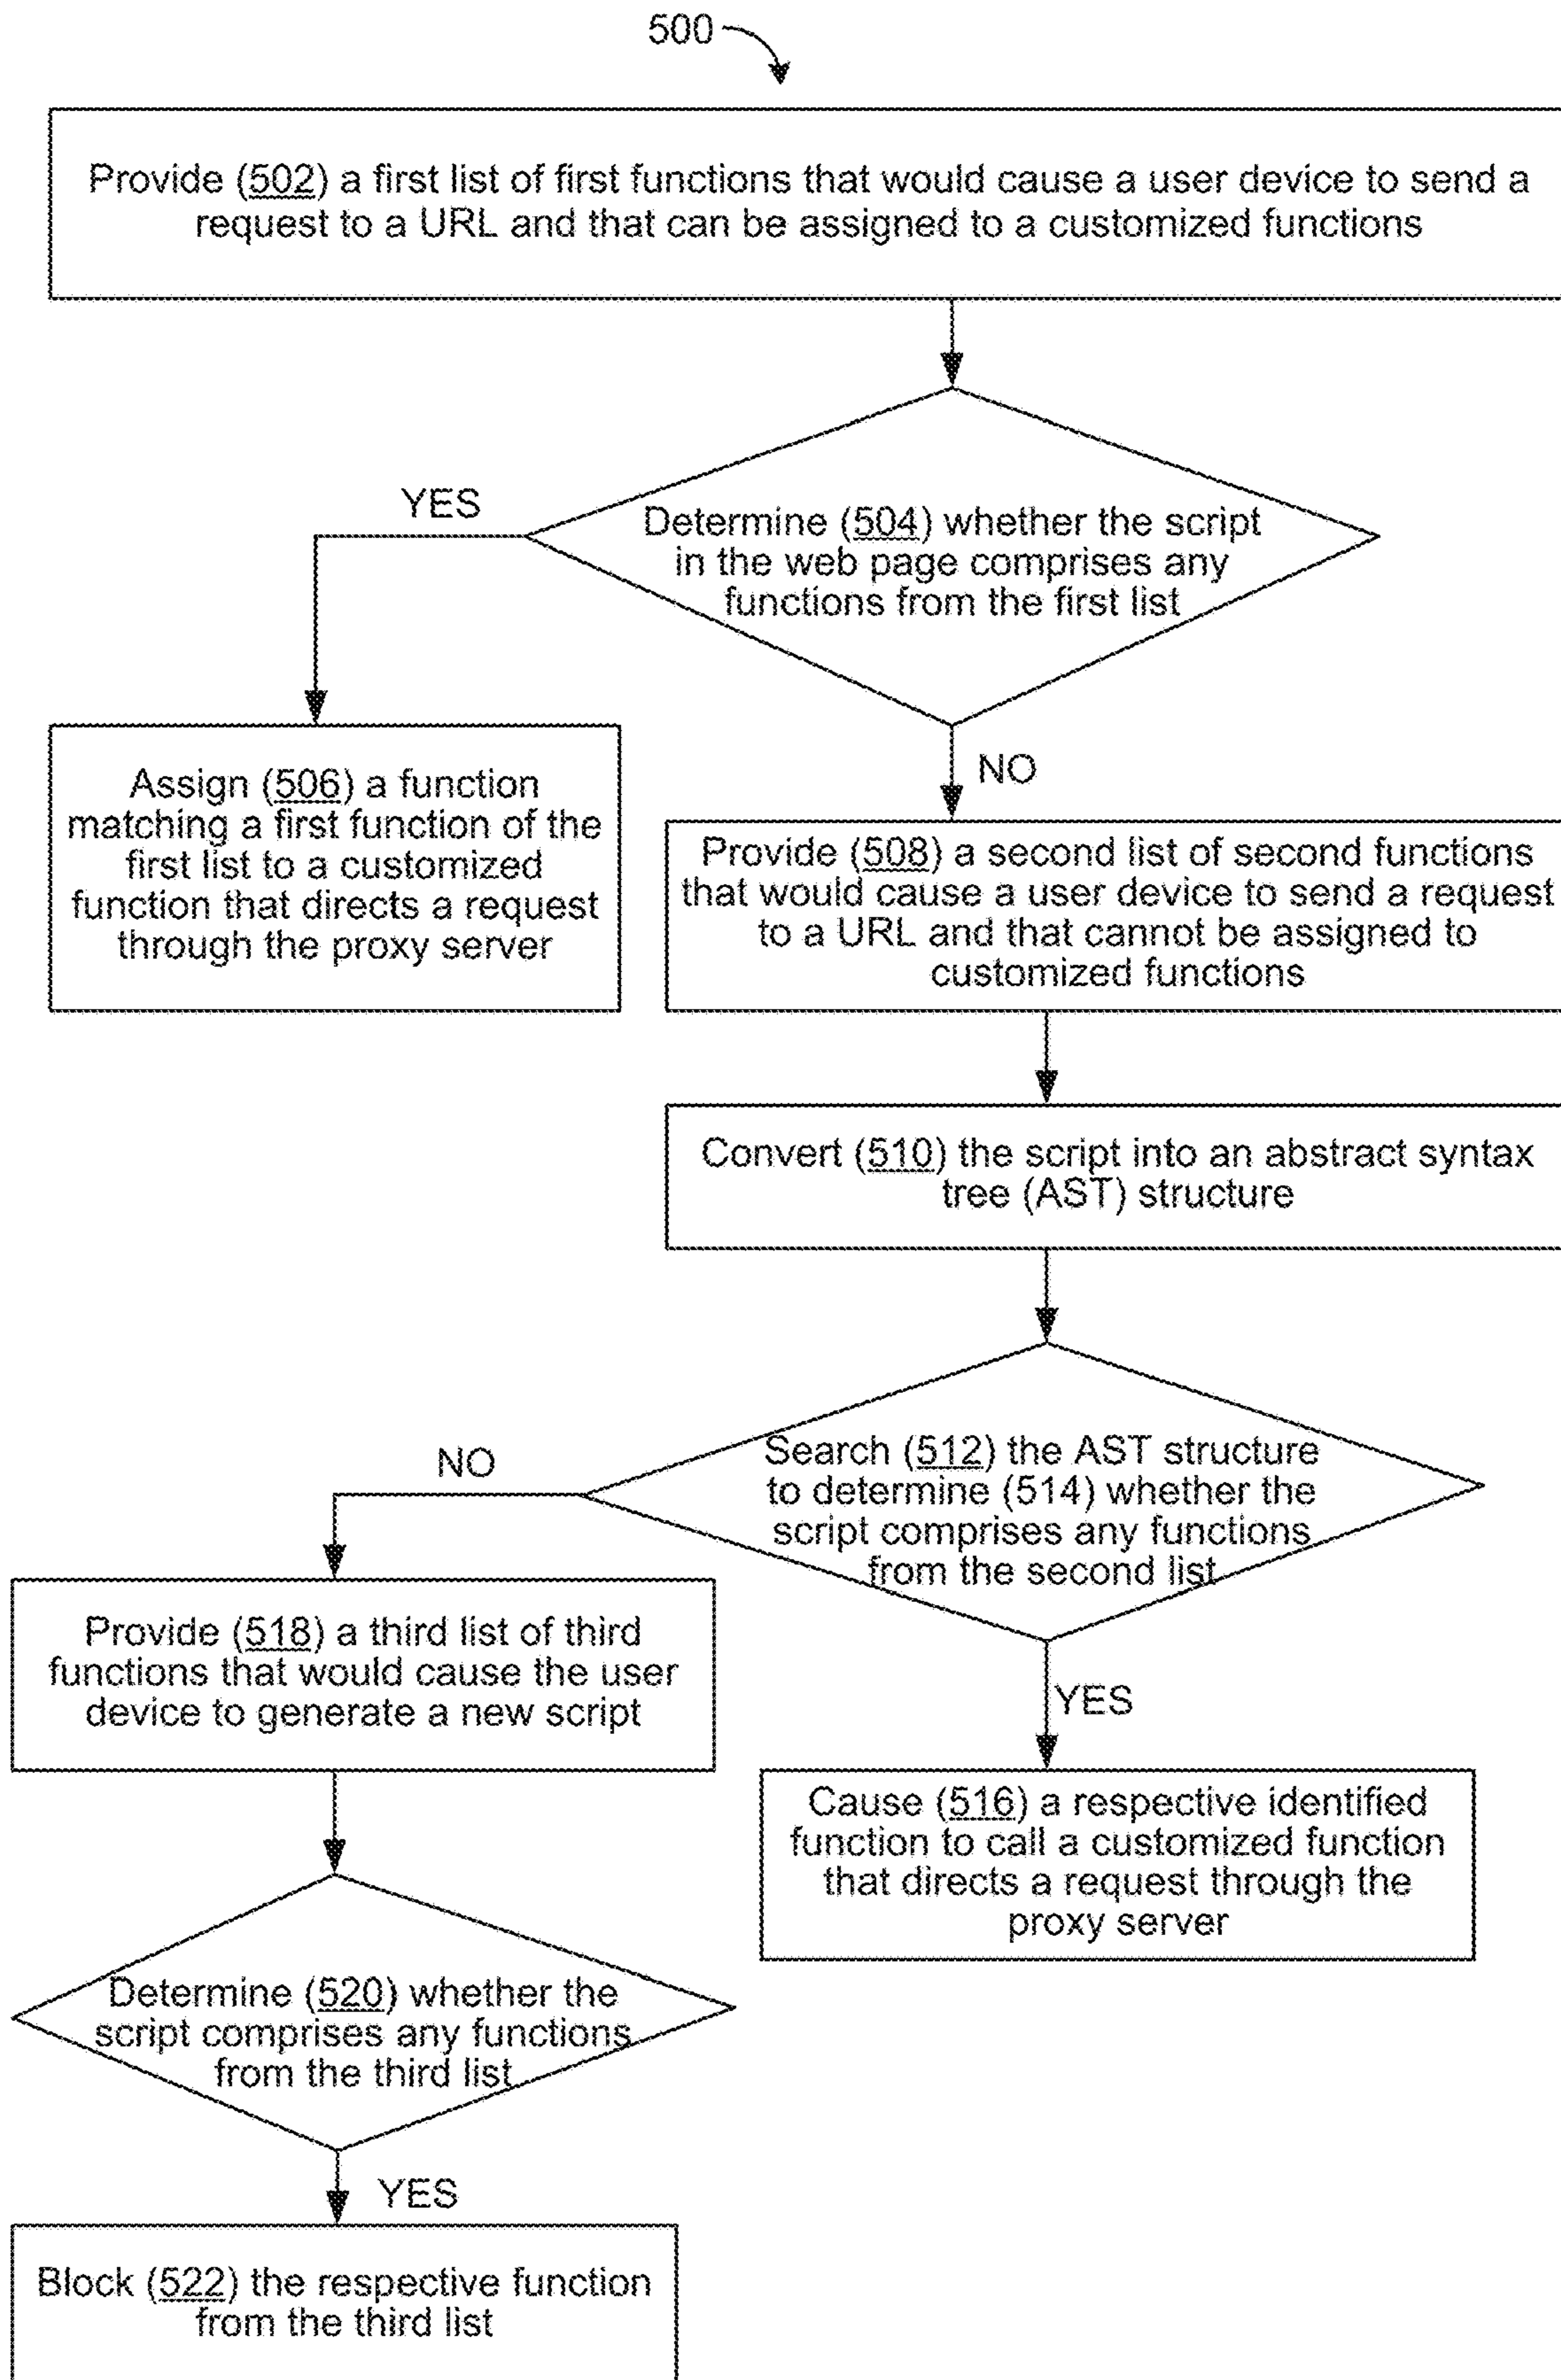 500
Provide (502) a first list of first functions that would cause a user device to send a
request to a URL and that can be assigned to a customized functions
YES
Determine (504) whether the script
in the web page comprises any
functions from the first list
Assign (506) a function
matching a first function of the
first list to a customized
function that directs a request
through the proxy server
NO
Provide (508) a second list of second functions
that would cause a user device to send a request
to a URL and that cannot be assigned to
customized functions
Convert (510) the script into an abstract syntax
tree (AST) structure
NO
Search (512) the AST structure
to determine (514) whether the
script comprises any functions
from the second list
Provide (518) a third list of third
functions that would cause the user
device to generate a new script
YES
Cause (516) a respective identified
function to call a customized function
that directs a request through the
proxy server
Determine (520) whether the
script comprises any functions
from the third list
YES
Block (522) the respective function
from the third list